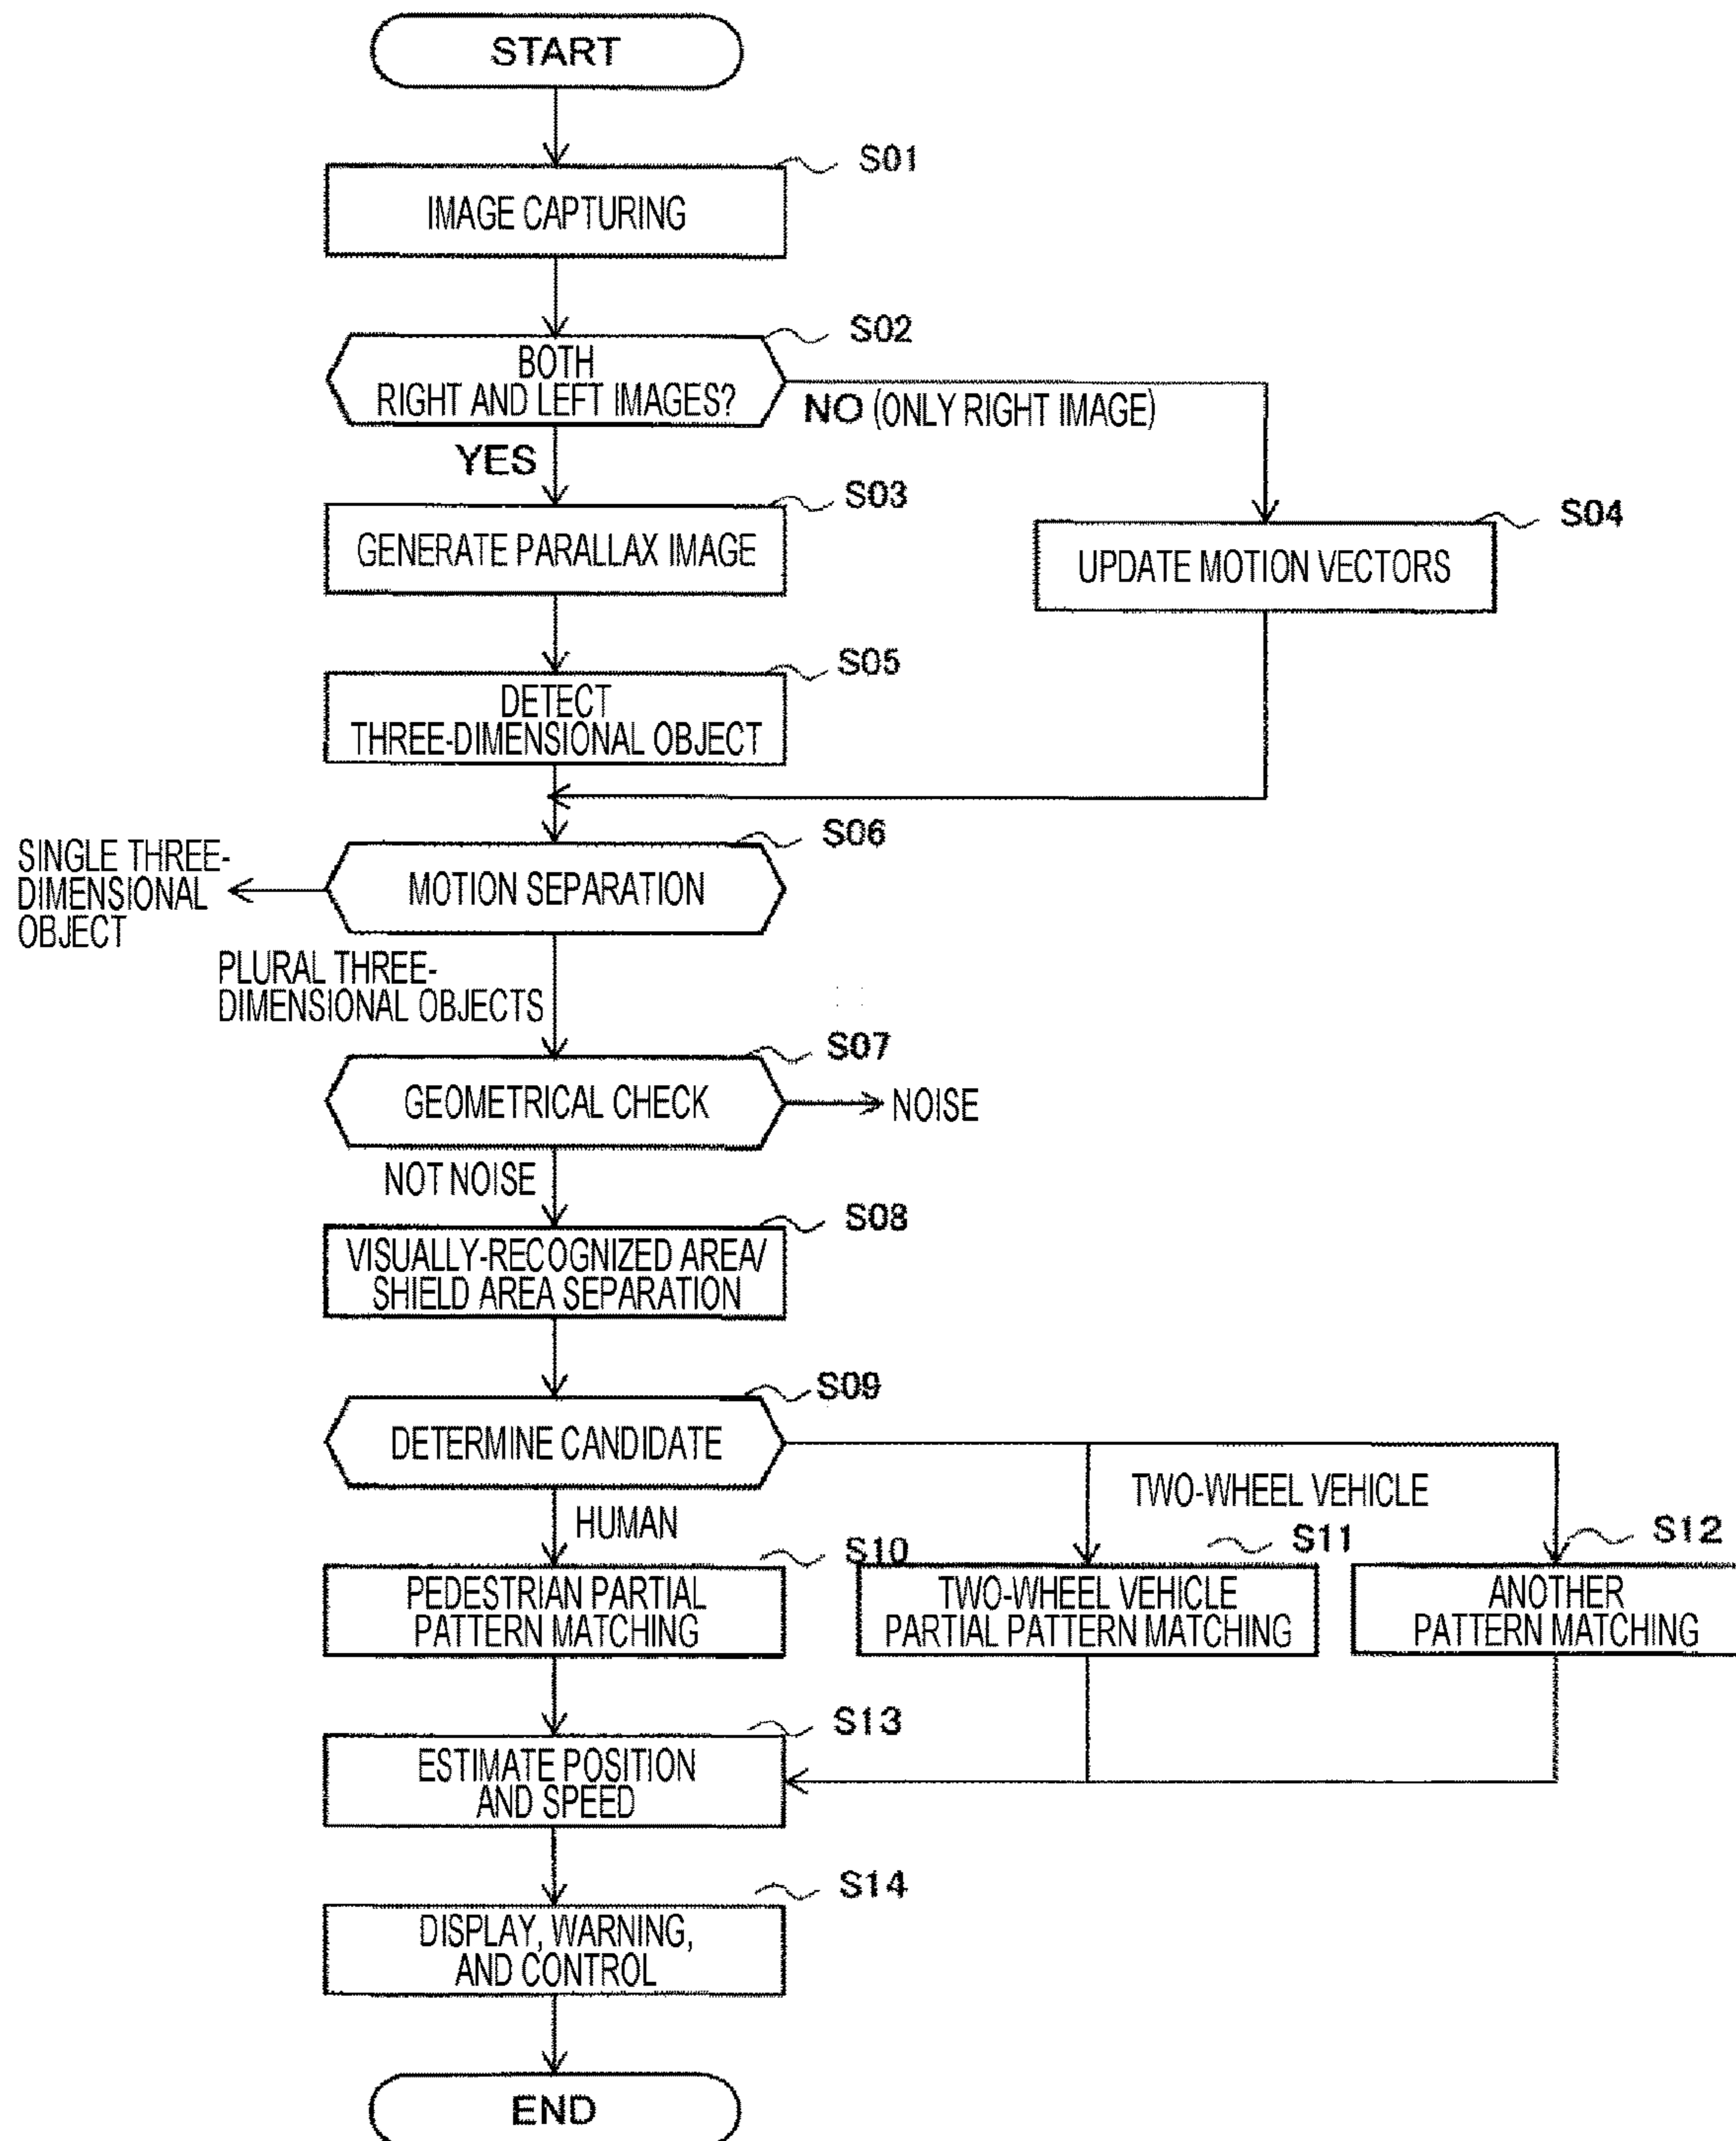 START
S01
IMAGE CAPTURING
S02
BOTH
RIGHT AND LEFT IMAGES?
NO (ONLY RIGHT IMAGE)
YES
S03
GENERATE PARALLAX IMAGE
S04
UPDATE MOTION VECTORS
S05
DETECT
THREE-DIMENSIONAL OBJECT
S06
MOTION SEPARATION
SINGLE THREE-
DIMENSIONAL
OBJECT
PLURAL THREE-
DIMENSIONAL OBJECTS
S07
GEOMETRICAL CHECK
NOISE
NOT NOISE
S08
VISUALLY-RECOGNIZED AREA/
SHIELD AREA SEPARATION
S09
DETERMINE CANDIDATE
TWO-WHEEL VEHICLE
HUMAN
S10
PEDESTRIAN PARTIAL
PATTERN MATCHING
S11
TWO-WHEEL VEHICLE
PARTIAL PATTERN MATCHING
S12
ANOTHER
PATTERN MATCHING
S13
ESTIMATE POSITION
AND SPEED
S14
DISPLAY, WARNING,
AND CONTROL
END